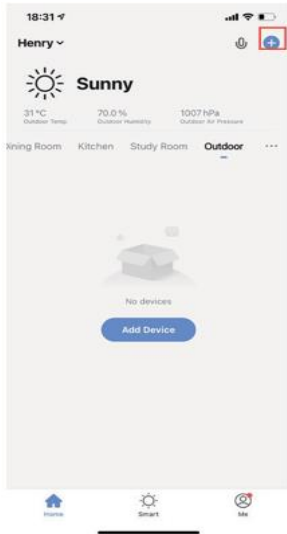 18:31
Henry
Sunny
31 °C 70.0 % 1007 hPa
Outdoor Temp Outdoor Humidity Outdoor Air Pressure
Dining Room Kitchen Study Room Outdoor ...
No devices
Add Device
Home Smart Me